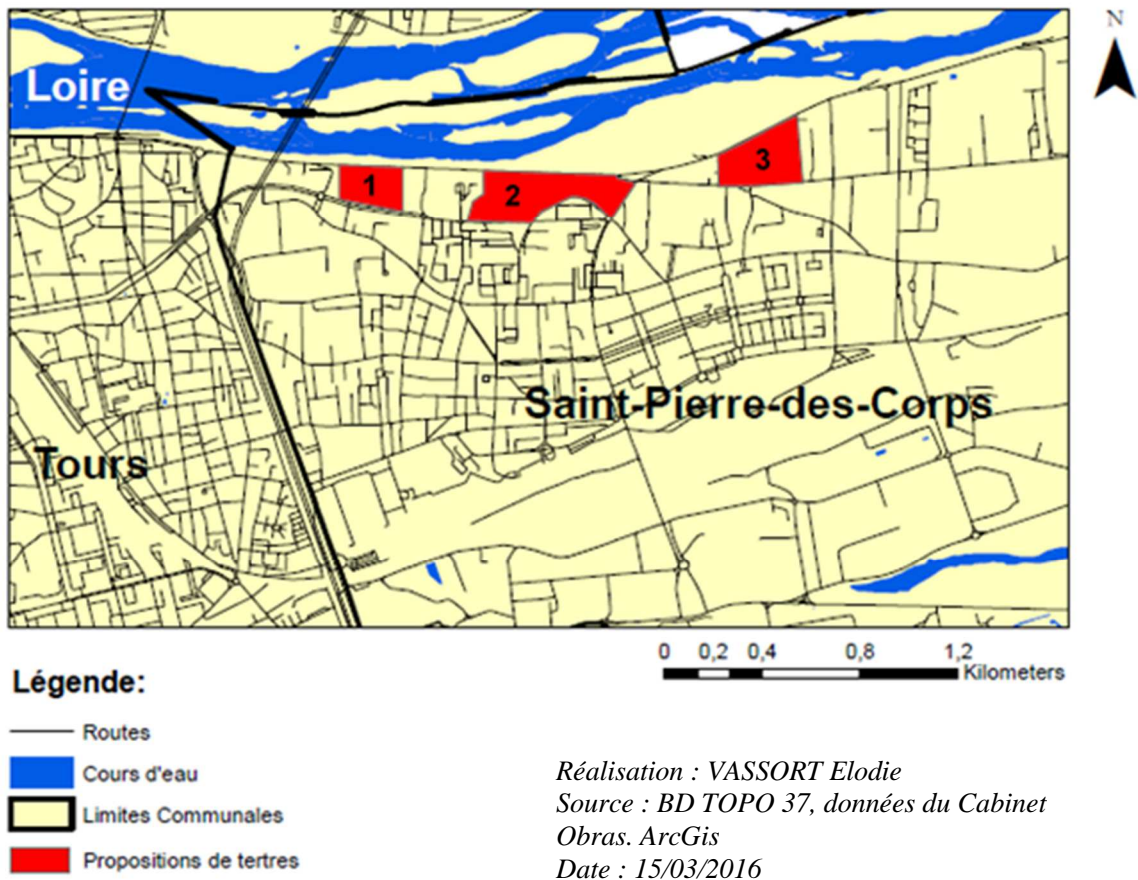 N
Loire
1
2
3
Saint-Pierre-des-Corps
Tours
0 0,2 0,4 0,8 1,2
Kilometers
Légende:
Routes
Cours d'eau
Limites Communales
Propositions de tertres
Réalisation : VASSORT Elodie
Source : BD TOPO 37, données du Cabinet
Obras. ArcGis
Date : 15/03/2016